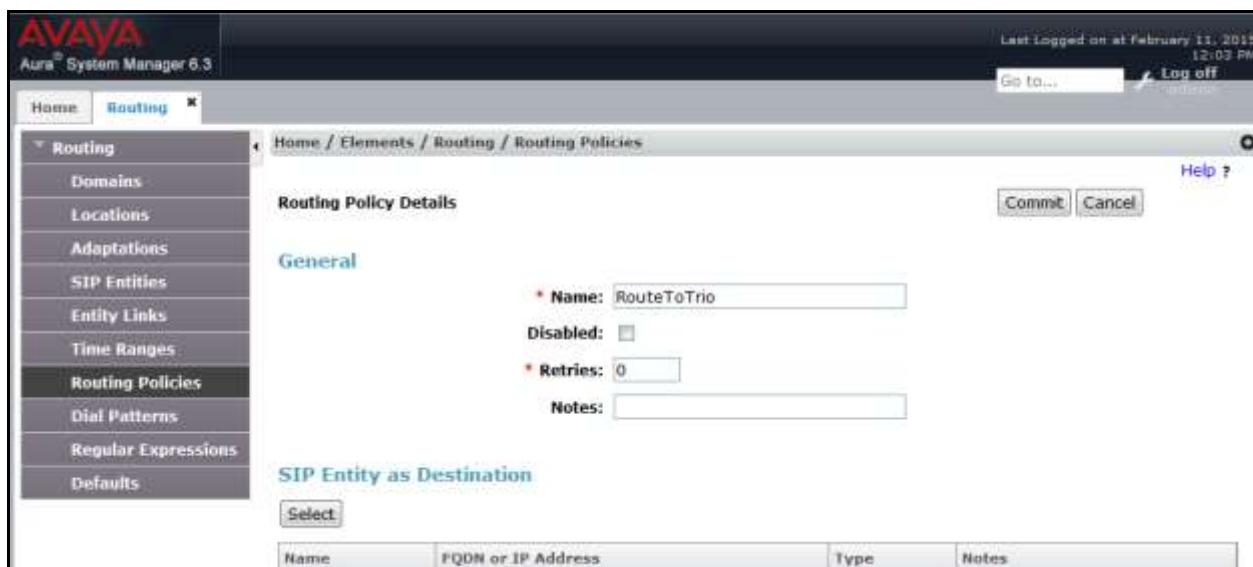 AVAYA
Aura® System Manager 6.3
Last Logged on at February 11, 2015
12:03 PM
Go to...
Log off
Home
Routing ✖
Routing
Domains
Locations
Adaptations
SIP Entities
Entity Links
Time Ranges
Routing Policies
Dial Patterns
Regular Expressions
Defaults
Home / Elements / Routing / Routing Policies
Help ?
Routing Policy Details
Commit Cancel
General
* Name: RouteToTrio
Disabled:
* Retries: 0
Notes:
SIP Entity as Destination
Select
Name FQDN or IP Address Type Notes